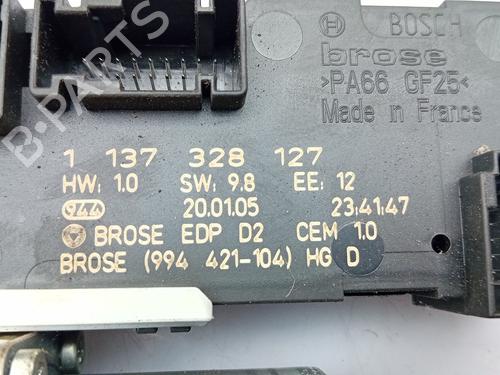 BOSCH
brose
>PA66 GF25<
Made in France
1 137 328 127
HW: 1.0 SW: 9.8 EE: 12
944 20.01.05 23:41:47
BROSE EDP D2 CEM 1.0
BROSE (994 421-104) HG D
B-PARTS